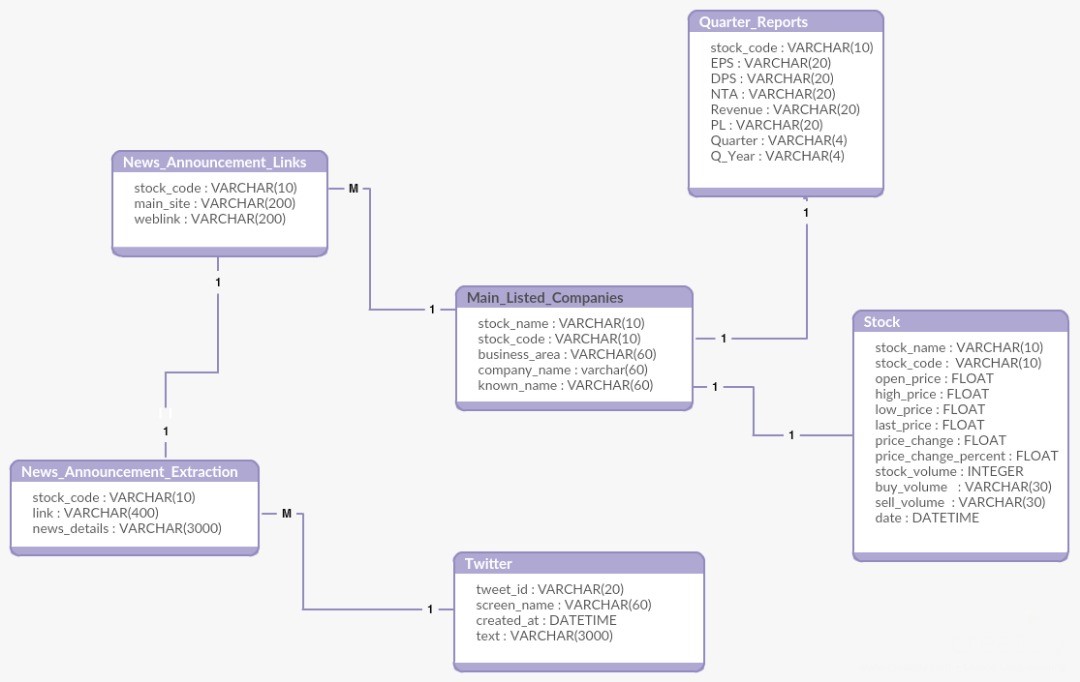 Quarter_Reports
stock_code : VARCHAR(10)
EPS : VARCHAR(20)
DPS : VARCHAR(20)
NTA : VARCHAR(20)
Revenue : VARCHAR(20)
PL : VARCHAR(20)
Quarter : VARCHAR(4)
Q_Year : VARCHAR(4)
1
News_Announcement_Links
stock_code : VARCHAR(10)
main_site : VARCHAR(200)
weblink : VARCHAR(200)
M
1
1
1
Main_Listed_Companies
stock_name : VARCHAR(10)
stock_code : VARCHAR(10)
business_area : VARCHAR(60)
company_name : varchar(60)
known_name : VARCHAR(60)
1
1
1
Stock
stock_name : VARCHAR(10)
stock_code : VARCHAR(10)
open_price : FLOAT
high_price : FLOAT
low_price : FLOAT
last_price : FLOAT
price_change : FLOAT
price_change_percent : FLOAT
stock_volume : INTEGER
buy_volume : VARCHAR(30)
sell_volume : VARCHAR(30)
date : DATETIME
News_Announcement_Extraction
stock_code : VARCHAR(10)
link : VARCHAR(400)
news_details : VARCHAR(3000)
M
1
Twitter
tweet_id : VARCHAR(20)
screen_name : VARCHAR(60)
created_at : DATETIME
text : VARCHAR(3000)